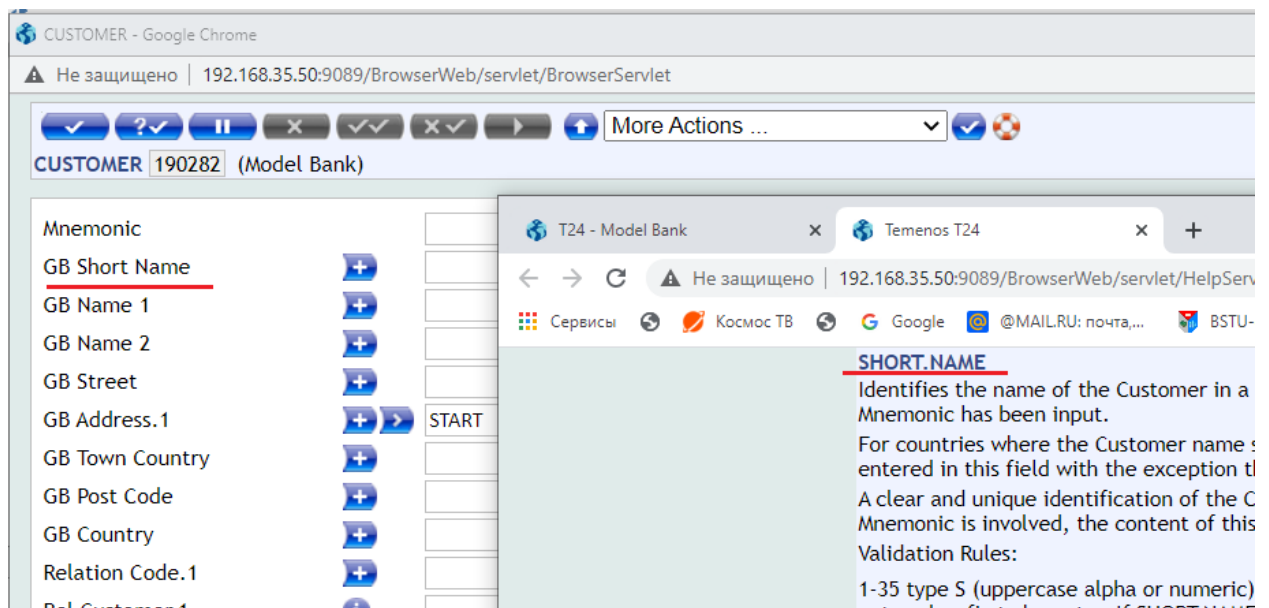 CUSTOMER - Google Chrome
Не защищено | 192.168.35.50:9089/BrowserWeb/servlet/BrowserServlet
More Actions ...
CUSTOMER 190282 (Model Bank)
Mnemonic
GB Short Name
GB Name 1
GB Name 2
GB Street
GB Address.1 START
GB Town Country
GB Post Code
GB Country
Relation Code.1
T24 - Model Bank
Temenos T24
Не защищено | 192.168.35.50:9089/BrowserWeb/servlet/HelpServ
Сервисы Космос ТВ Google @MAIL.RU: почта,... BSTU-
SHORT.NAME
Identifies the name of the Customer in a
Mnemonic has been input.
For countries where the Customer name s
entered in this field with the exception t
A clear and unique identification of the C
Mnemonic is involved, the content of this
Validation Rules:
1-35 type S (uppercase alpha or numeric)